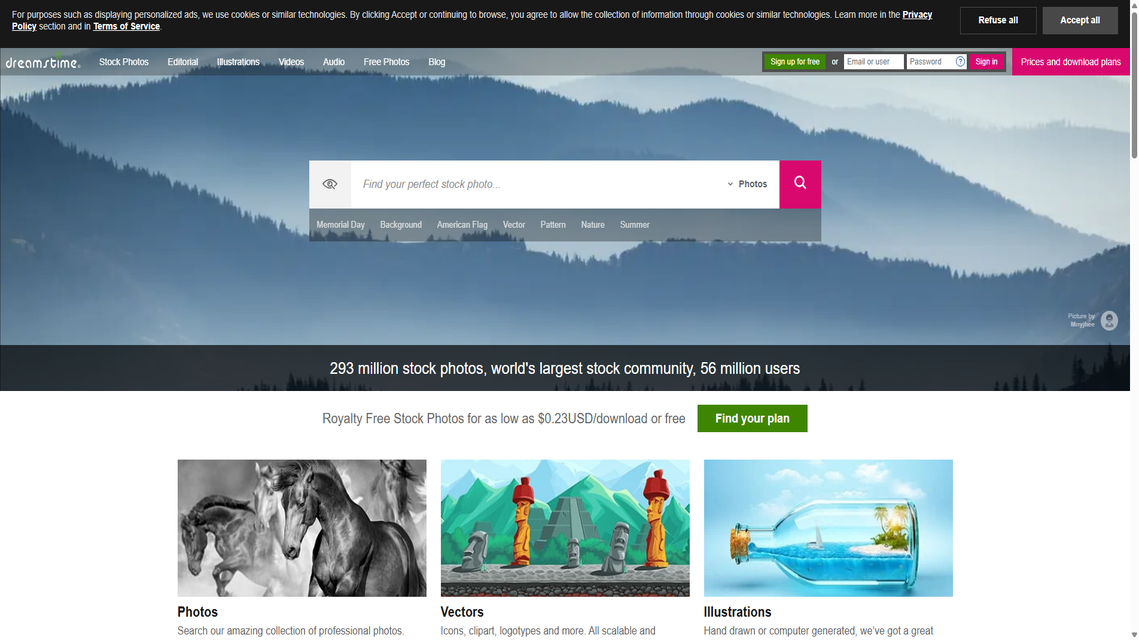 For purposes such as displaying personalized ads, we use cookies or similar technologies. By clicking Accept or continuing to browse, you agree to allow the collection of information through cookies or similar technologies. Learn more in the Privacy
Policy section and in Terms of Service.
Refuse all
Accept all
dreamstime
Stock Photos
Editorial
Illustrations
Videos
Audio
Free Photos
Blog
Sign up for free
or
Email or user
Password
?
Sign in
Prices and download plans
Find your perfect stock photo...
Photos
Memorial Day
Background
American Flag
Vector
Pattern
Nature
Summer
Picture by
Mnyjhee
293 million stock photos, world's largest stock community, 56 million users
Royalty Free Stock Photos for as low as $0.23USD/download or free
Find your plan
Photos
Vectors
Illustrations
Search our amazing collection of professional photos.
Icons, clipart, logotypes and more. All scalable and
Hand drawn or computer generated, we've got a great